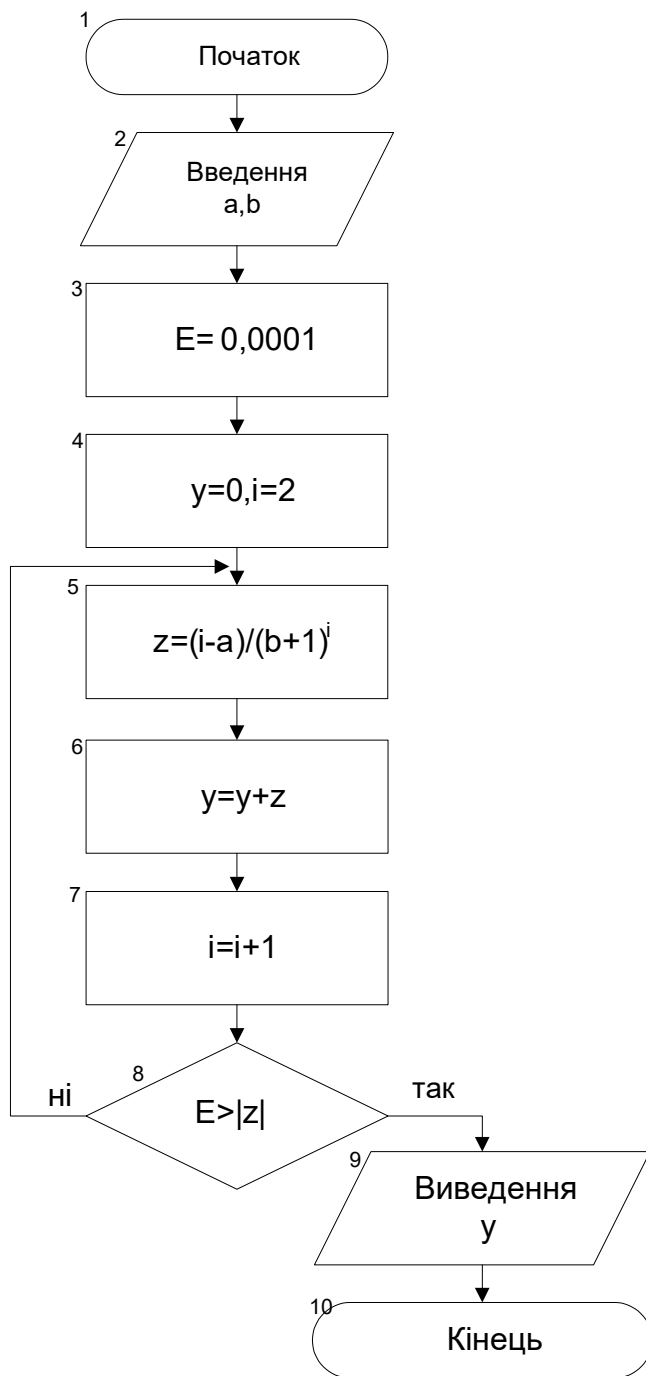 1
Початок
2
Введення
a,b
3
E= 0,0001
4
y=0,i=2
5
z=(i-a)/(b+1)^i
6
y=y+z
7
i=i+1
8
E>|z|
ні
так
9
Виведення
y
10
Кінець